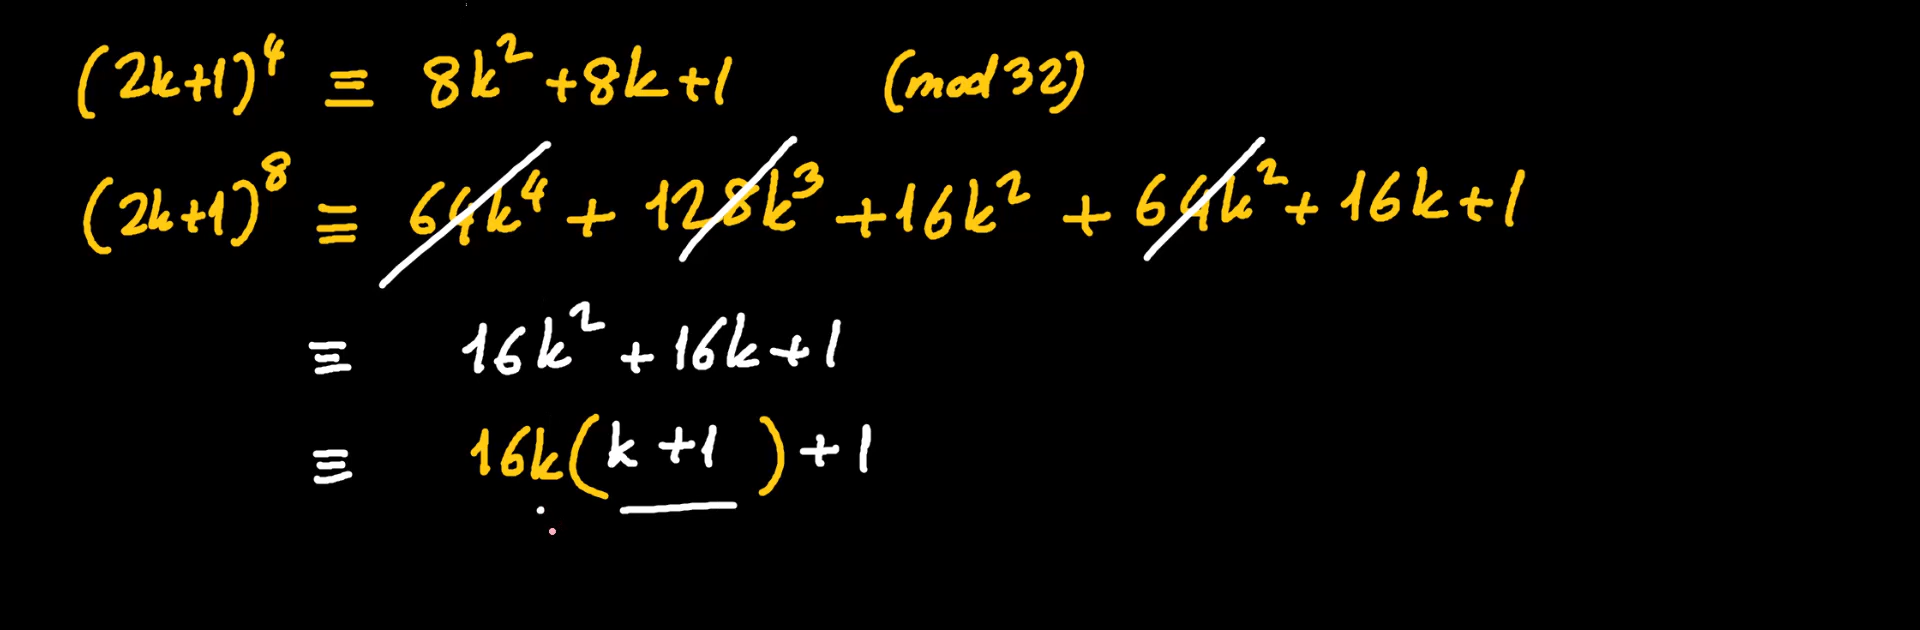 (2k+1)⁴ ≡ 8k² +8k+1 (mod 32)
(2k+1)⁸ ≡ 64k⁴ + 128k³ +16k² + 64k² + 16k+1
≡ 16k² + 16k+1
≡ 16k(k+1)+1